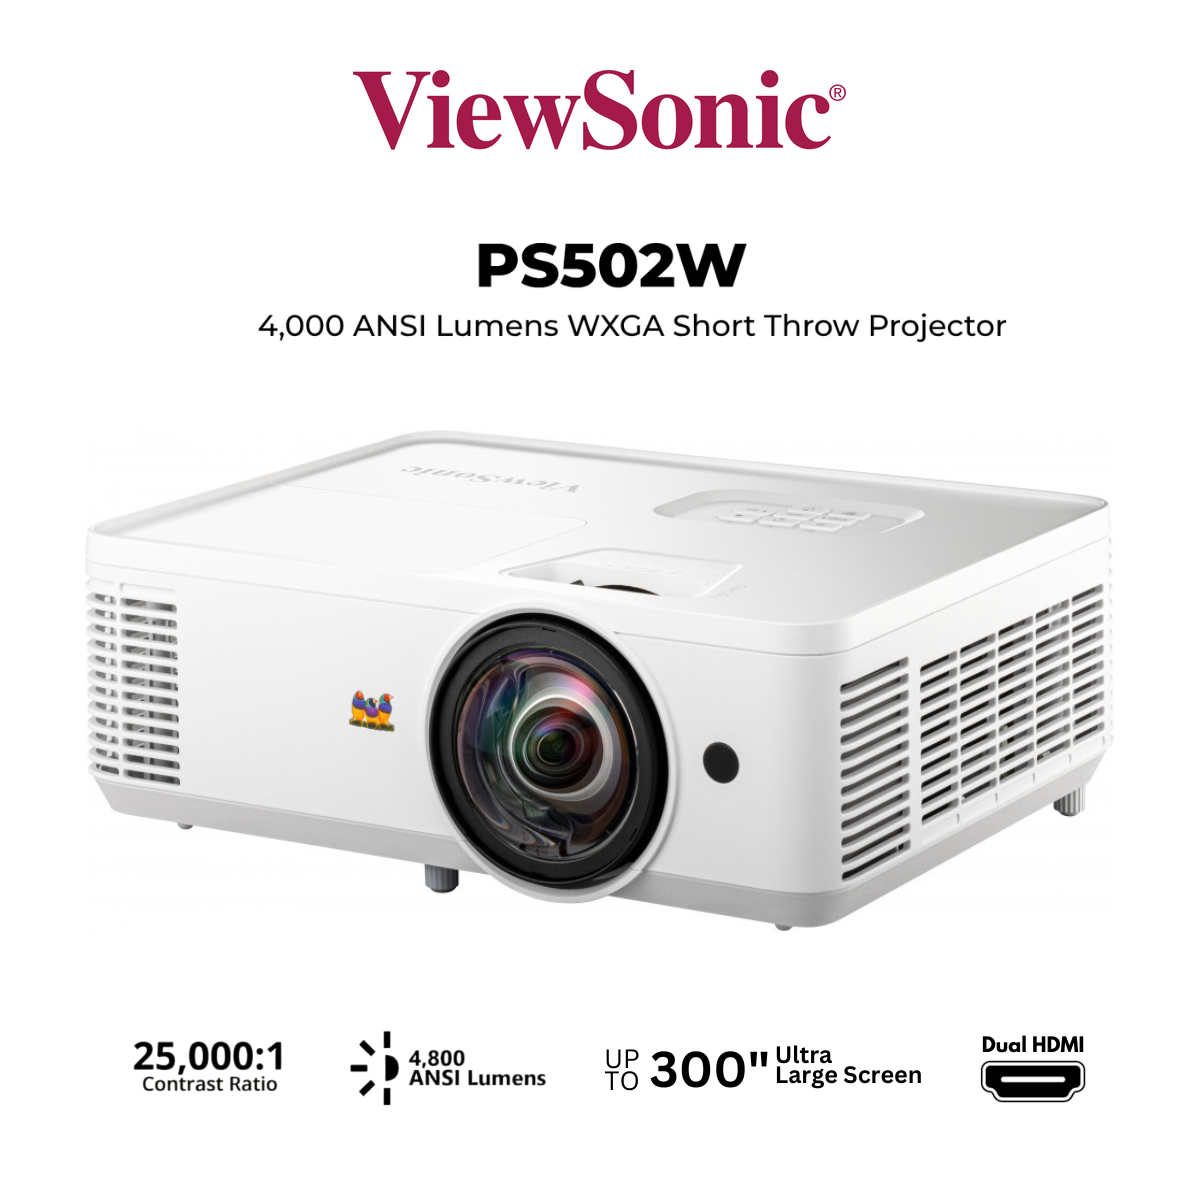 ViewSonic®
PS502W
4,000 ANSI Lumens WXGA Short Throw Projector
ViewSonic
25,000:1
Contrast Ratio
4,800
ANSI Lumens
UP
TO
300"
Ultra
Large Screen
Dual HDMI